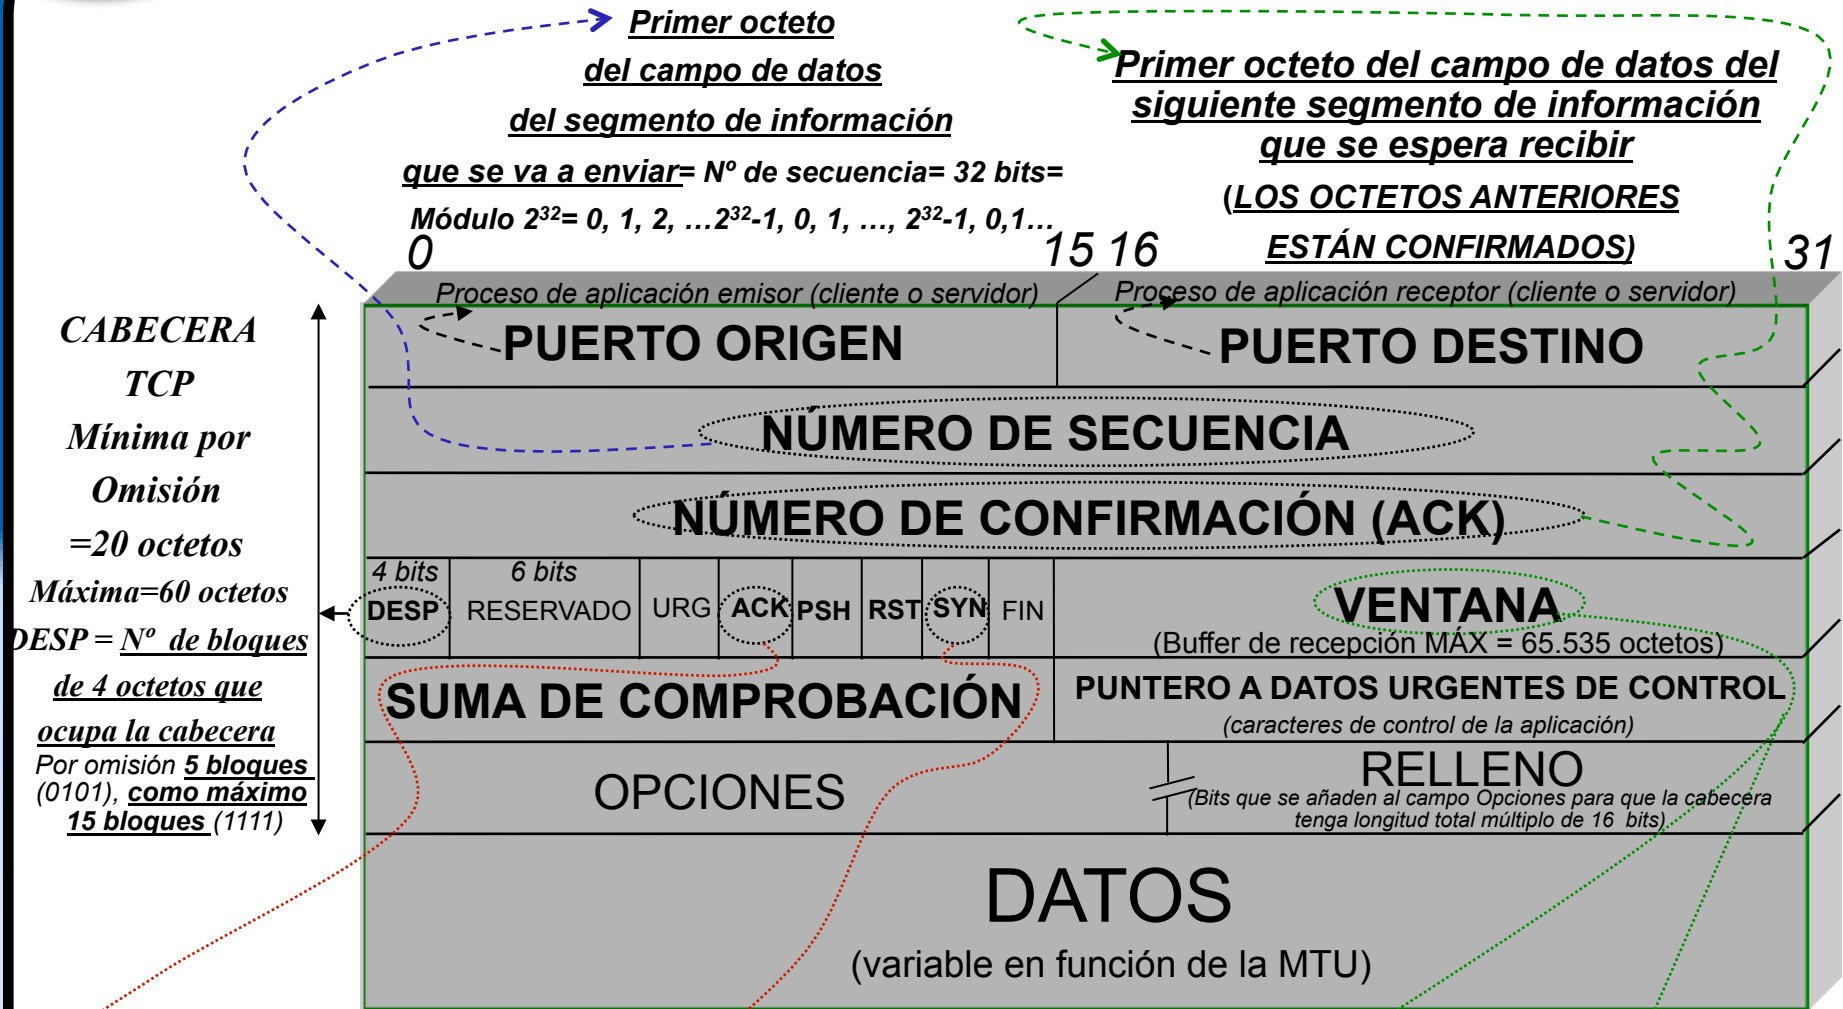 Primer octeto
del campo de datos
del segmento de información
que se va a enviar= Nº de secuencia= 32 bits=
Módulo 2³²= 0, 1, 2, …2³²-1, 0, 1, …, 2³²-1, 0,1…
Primer octeto del campo de datos del
siguiente segmento de información
que se espera recibir
(LOS OCTETOS ANTERIORES
ESTÁN CONFIRMADOS)
0
15 16
31
Proceso de aplicación emisor (cliente o servidor)
Proceso de aplicación receptor (cliente o servidor)
PUERTO ORIGEN
PUERTO DESTINO
NÚMERO DE SECUENCIA
NÚMERO DE CONFIRMACIÓN (ACK)
4 bits
6 bits
DESP
RESERVADO
URG
ACK
PSH
RST
SYN
FIN
VENTANA
(Buffer de recepción MÁX = 65.535 octetos)
SUMA DE COMPROBACIÓN
PUNTERO A DATOS URGENTES DE CONTROL
(caracteres de control de la aplicación)
OPCIONES
RELLENO
(Bits que se añaden al campo Opciones para que la cabecera
tenga longitud total múltiplo de 16 bits)
DATOS
(variable en función de la MTU)
CABECERA
TCP
Mínima por
Omisión
=20 octetos
Máxima=60 octetos
DESP = Nº de bloques
de 4 octetos que
ocupa la cabecera
Por omisión 5 bloques
(0101), como máximo
15 bloques (1111)